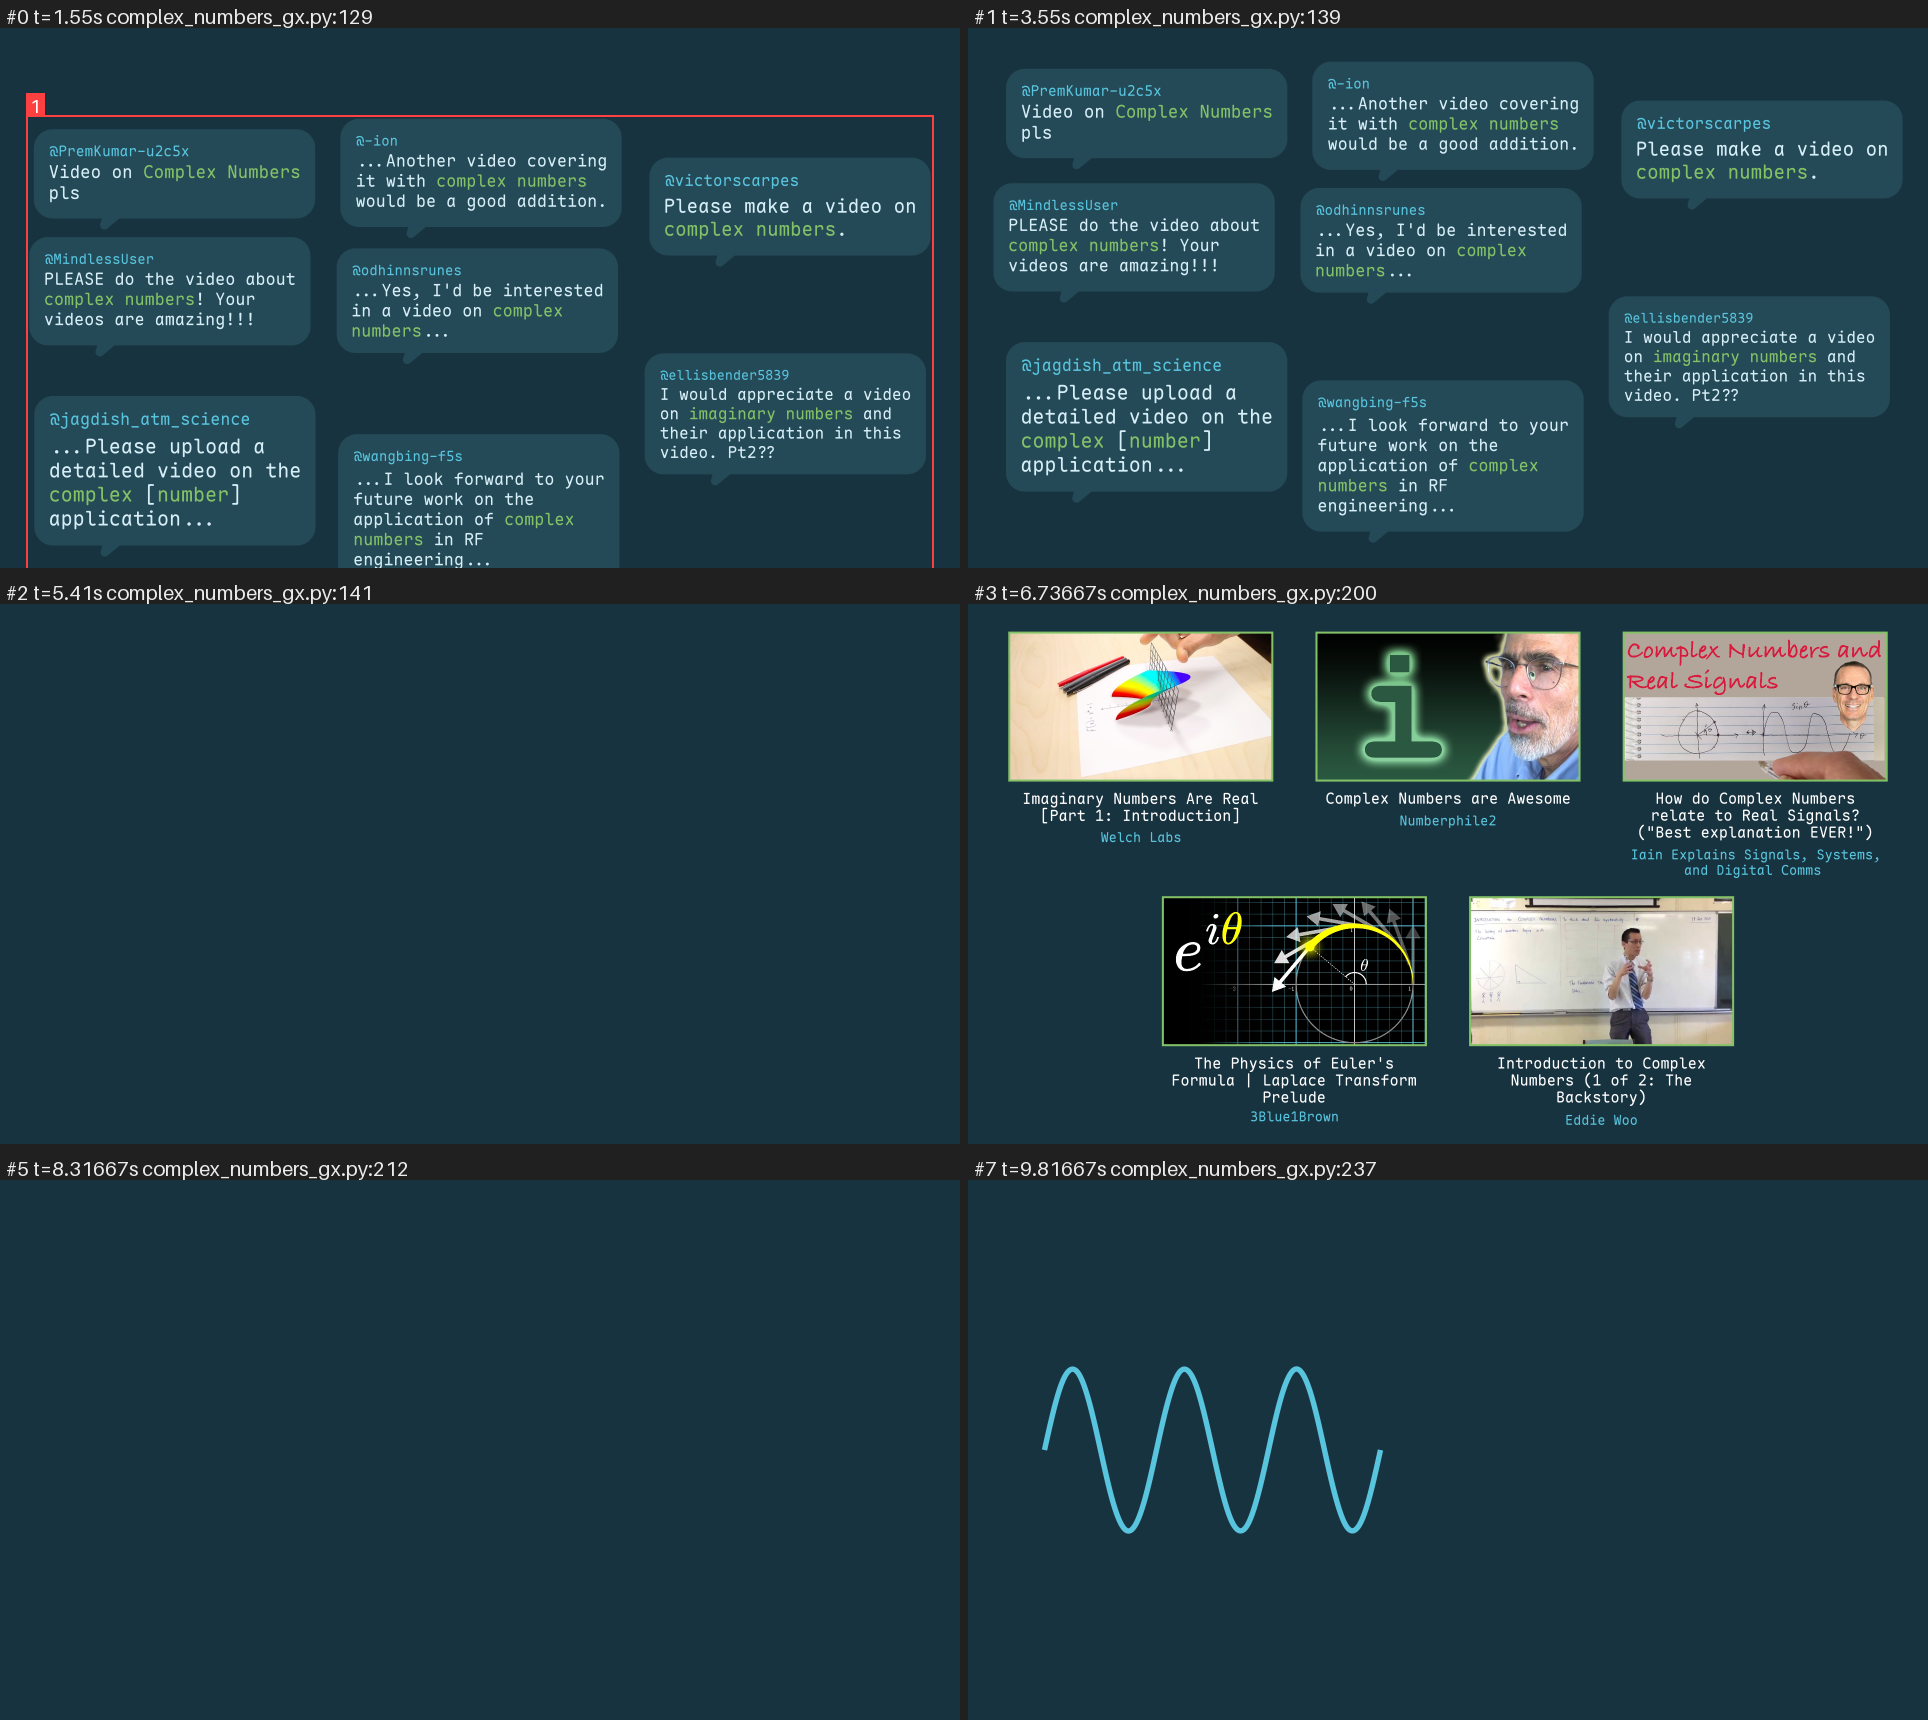 #0 t=1.55s complex_numbers_gx.py:129
1
@PremKumar-u2c5x
Video on Complex Numbers
pls
@-ion
...Another video covering
it with complex numbers
would be a good addition.
@victorscarpes
Please make a video on
complex numbers.
@MindlessUser
PLEASE do the video about
complex numbers! Your
videos are amazing!!!
@odhinnsrunes
...Yes, I'd be interested
in a video on complex
numbers...
@ellisbender5839
I would appreciate a video
on imaginary numbers and
their application in this
video. Pt2??
@jagdish_atm_science
...Please upload a
detailed video on the
complex [number]
application...
@wangbing-f5s
...I look forward to your
future work on the
application of complex
numbers in RF
engineering...
#1 t=3.55s complex_numbers_gx.py:139
@PremKumar-u2c5x
Video on Complex Numbers
pls
@-ion
...Another video covering
it with complex numbers
would be a good addition.
@victorscarpes
Please make a video on
complex numbers.
@MindlessUser
PLEASE do the video about
complex numbers! Your
videos are amazing!!!
@odhinnsrunes
...Yes, I'd be interested
in a video on complex
numbers...
@ellisbender5839
I would appreciate a video
on imaginary numbers and
their application in this
video. Pt2??
@jagdish_atm_science
...Please upload a
detailed video on the
complex [number]
application...
@wangbing-f5s
...I look forward to your
future work on the
application of complex
numbers in RF
engineering...
#2 t=5.41s complex_numbers_gx.py:141
#3 t=6.73667s complex_numbers_gx.py:200
i
Complex Numbers and
Real Signals
Sin θ
Imaginary Numbers Are Real
[Part 1: Introduction]
Welch Labs
Complex Numbers are Awesome
Numberphile2
How do Complex Numbers
relate to Real Signals?
("Best explanation EVER!")
Iain Explains Signals, Systems,
and Digital Comms
e^iθ
θ
The Physics of Euler's
Formula | Laplace Transform
Prelude
3Blue1Brown
Introduction to Complex
Numbers (1 of 2: The
Backstory)
Eddie Woo
#5 t=8.31667s complex_numbers_gx.py:212
#7 t=9.81667s complex_numbers_gx.py:237